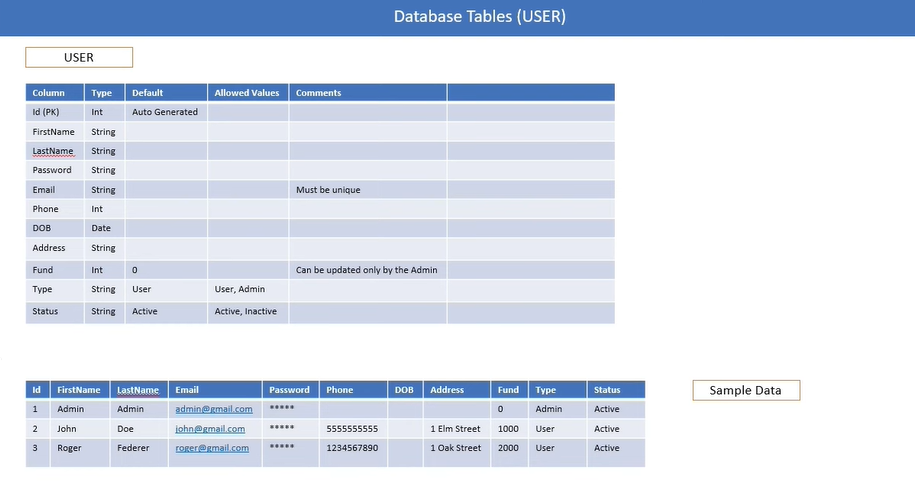 Database Tables (USER)
USER
Column Type Default Allowed Values Comments
Id (PK) Int Auto Generated
FirstName String
LastName String
Password String
Email String Must be unique
Phone Int
DOB Date
Address String
Fund Int 0 Can be updated only by the Admin
Type String User User, Admin
Status String Active Active, Inactive
Id FirstName LastName Email Password Phone DOB Address Fund Type Status
Sample Data
1 Admin Admin admin@gmail.com ***** 0 Admin Active
2 John Doe john@gmail.com ***** 5555555555 1 Elm Street 1000 User Active
3 Roger Federer roger@gmail.com ***** 1234567890 1 Oak Street 2000 User Active